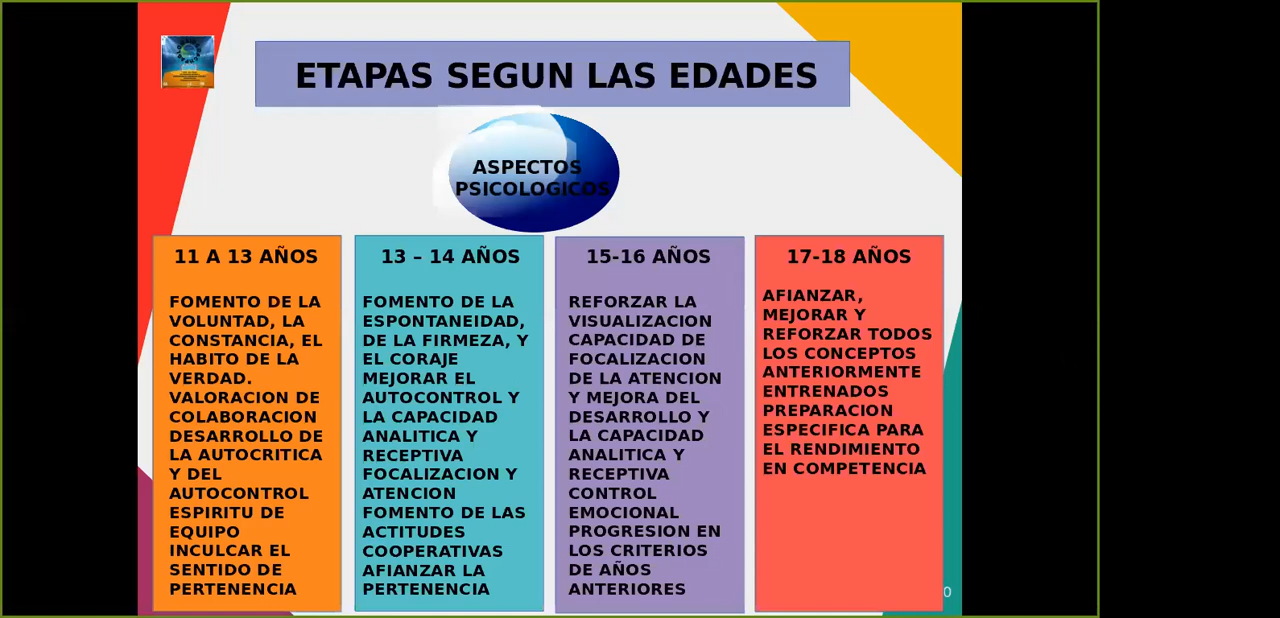 ETAPAS SEGUN LAS EDADES
ASPECTOS
PSICOLOGICOS
11 A 13 AÑOS
FOMENTO DE LA
VOLUNTAD, LA
CONSTANCIA, EL
HABITO DE LA
VERDAD.
VALORACION DE
COLABORACION
DESARROLLO DE
LA AUTOCRITICA
Y DEL
AUTOCONTROL
ESPIRITU DE
EQUIPO
INCULCAR EL
SENTIDO DE
PERTENENCIA
13 – 14 AÑOS
FOMENTO DE LA
ESPONTANEIDAD,
DE LA FIRMEZA, Y
EL CORAJE
MEJORAR EL
AUTOCONTROL Y
LA CAPACIDAD
ANALITICA Y
RECEPTIVA
FOCALIZACION Y
ATENCION
FOMENTO DE LAS
ACTITUDES
COOPERATIVAS
AFIANZAR LA
PERTENENCIA
15-16 AÑOS
REFORZAR LA
VISUALIZACION
CAPACIDAD DE
FOCALIZACION
DE LA ATENCION
Y MEJORA DEL
DESARROLLO Y
LA CAPACIDAD
ANALITICA Y
RECEPTIVA
CONTROL
EMOCIONAL
PROGRESION EN
LOS CRITERIOS
DE AÑOS
ANTERIORES
17-18 AÑOS
AFIANZAR,
MEJORAR Y
REFORZAR TODOS
LOS CONCEPTOS
ANTERIORMENTE
ENTRENADOS
PREPARACION
ESPECIFICA PARA
EL RENDIMIENTO
EN COMPETENCIA
0